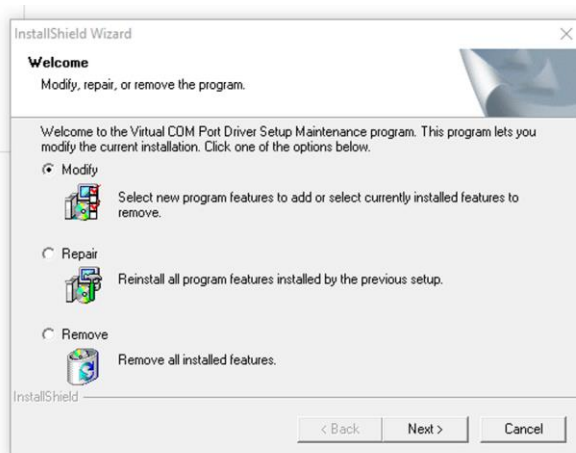 InstallShield Wizard
Welcome
Modify, repair, or remove the program.
Welcome to the Virtual COM Port Driver Setup Maintenance program. This program lets you
modify the current installation. Click one of the options below.
Modify
Select new program features to add or select currently installed features to
remove.
Repair
Reinstall all program features installed by the previous setup.
Remove
Remove all installed features.
InstallShield
< Back
Next >
Cancel